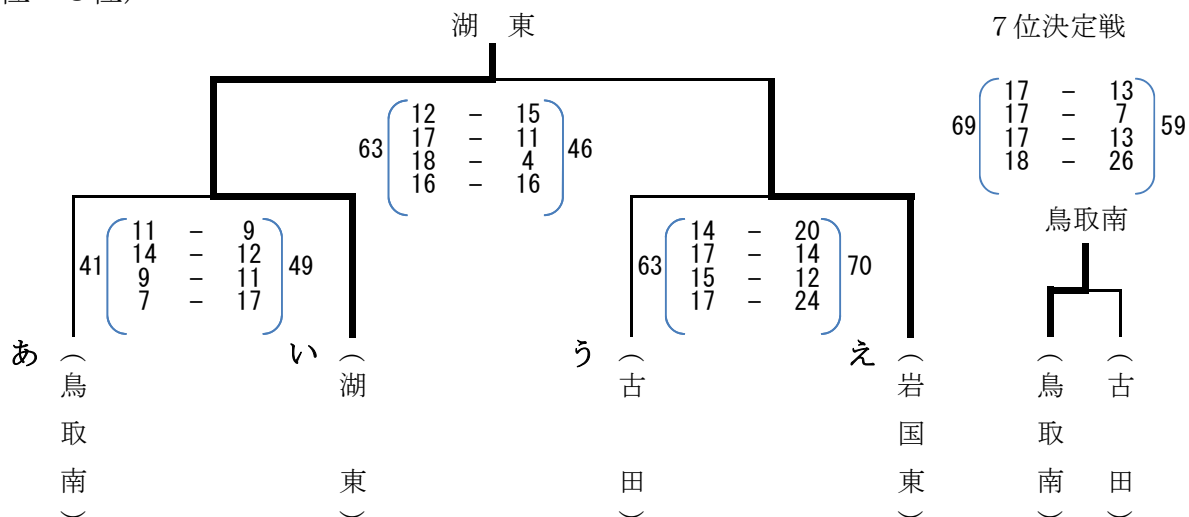 湖　東
７位決定戦
63
12 － 15
17 － 11
18 － 4
16 － 16
46
69
17 － 13
17 － 7
17 － 13
18 － 26
59
鳥取南
41
11 － 9
14 － 12
9 － 11
7 － 17
49
63
14 － 20
17 － 14
15 － 12
17 － 24
70
あ
（鳥取南）
い
（湖東）
う
（古田）
え
（岩国東）
（鳥取南）
（古田）